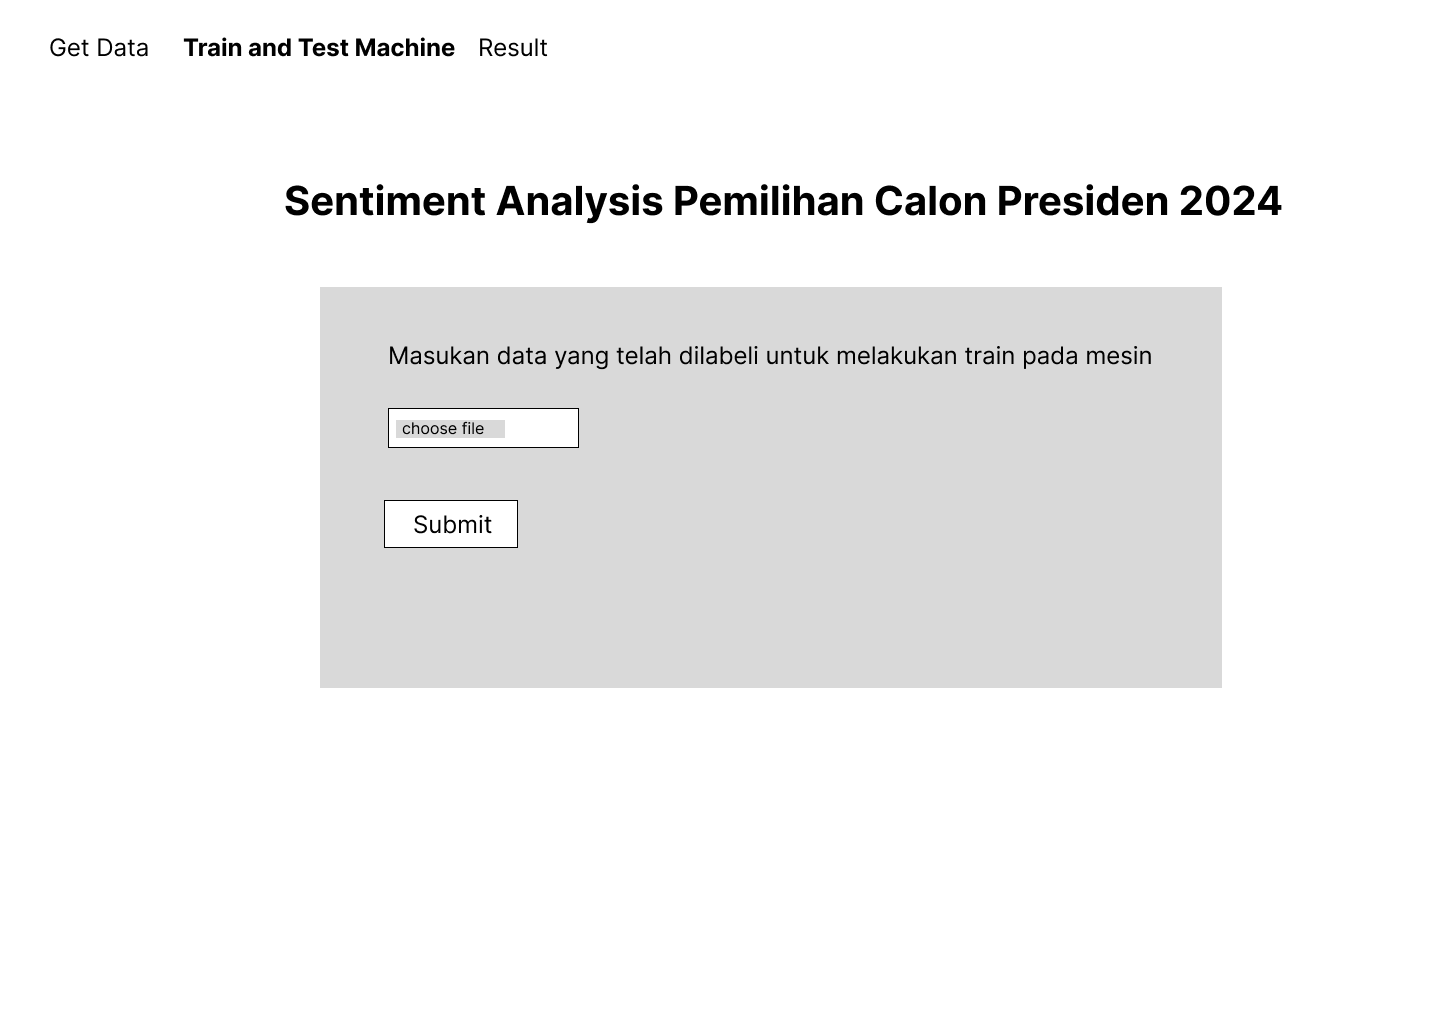 Get Data Train and Test Machine Result
Sentiment Analysis Pemilihan Calon Presiden 2024
Masukan data yang telah dilabeli untuk melakukan train pada mesin
choose file
Submit